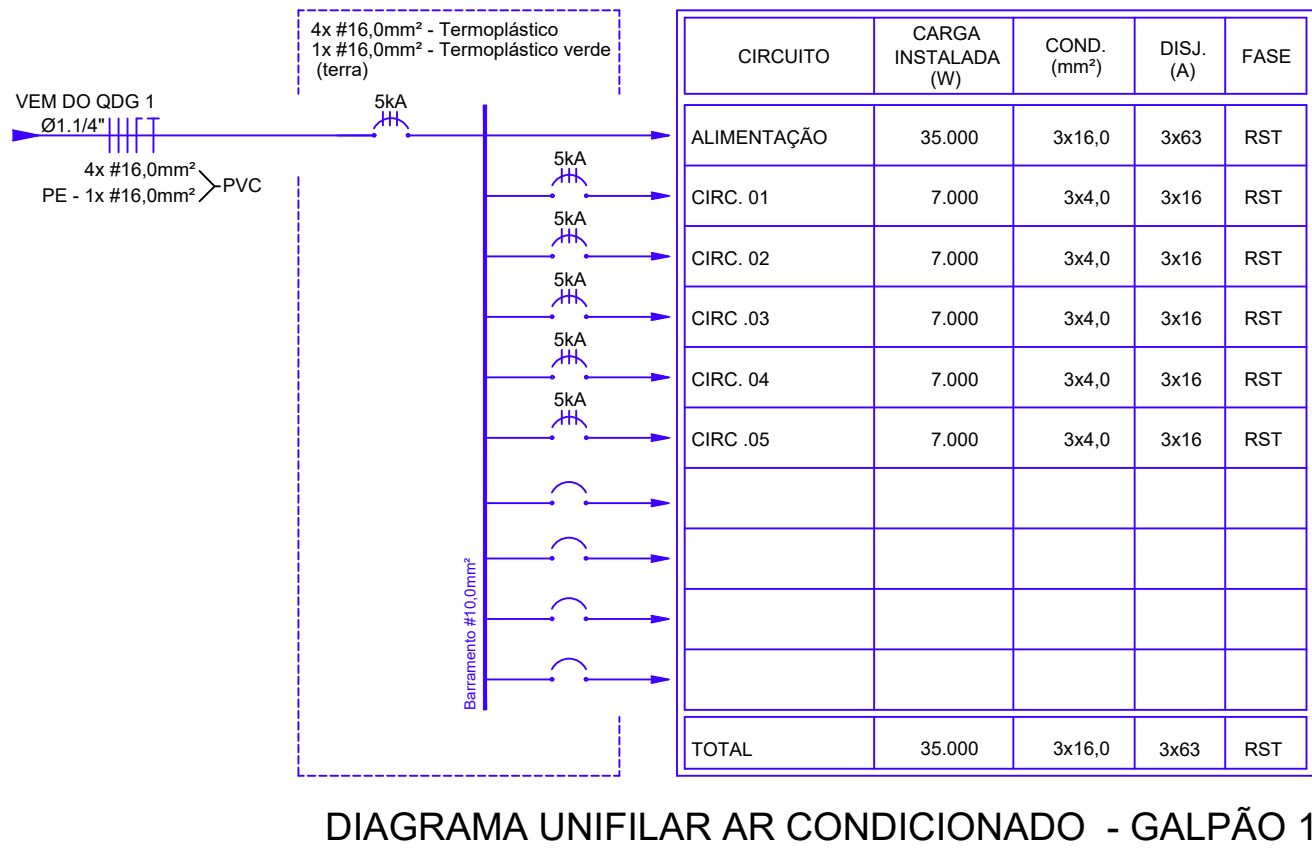 4x #16,0mm² - Termoplástico
1x #16,0mm² - Termoplástico verde
(terra)
VEM DO QDG 1
Ø1.1/4"
4x #16,0mm²
PE - 1x #16,0mm²
PVC
5kA
5kA
5kA
5kA
5kA
5kA
Barramento #10,0mm²
CIRCUITO CARGA INSTALADA (W) COND. (mm²) DISJ. (A) FASE
ALIMENTAÇÃO 35.000 3x16,0 3x63 RST
CIRC. 01 7.000 3x4,0 3x16 RST
CIRC. 02 7.000 3x4,0 3x16 RST
CIRC .03 7.000 3x4,0 3x16 RST
CIRC. 04 7.000 3x4,0 3x16 RST
CIRC .05 7.000 3x4,0 3x16 RST
TOTAL 35.000 3x16,0 3x63 RST
DIAGRAMA UNIFILAR AR CONDICIONADO - GALPÃO 1